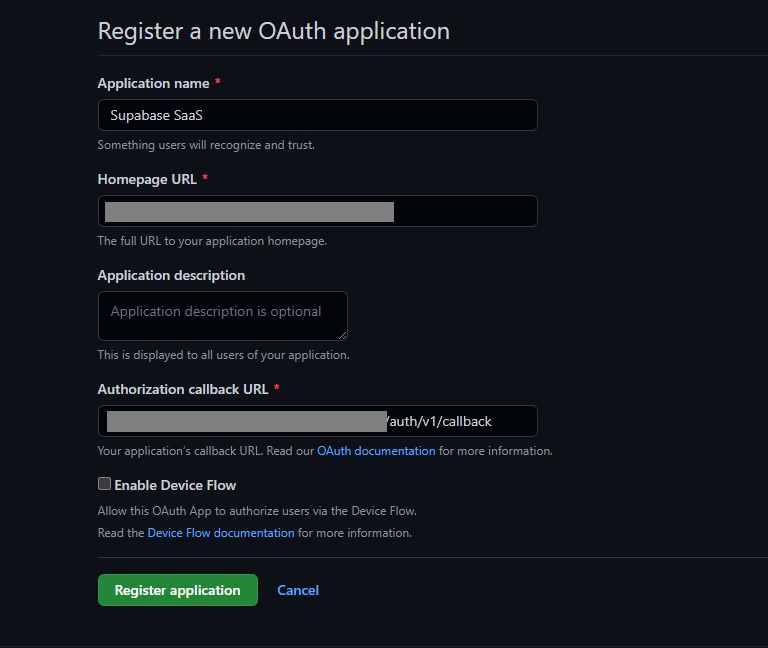 Register a new OAuth application
Application name *
Supabase SaaS
Something users will recognize and trust.
Homepage URL *
The full URL to your application homepage.
Application description
Application description is optional
This is displayed to all users of your application.
Authorization callback URL *
/auth/v1/callback
Your application's callback URL. Read our OAuth documentation for more information.
Enable Device Flow
Allow this OAuth App to authorize users via the Device Flow.
Read the Device Flow documentation for more information.
Register application Cancel